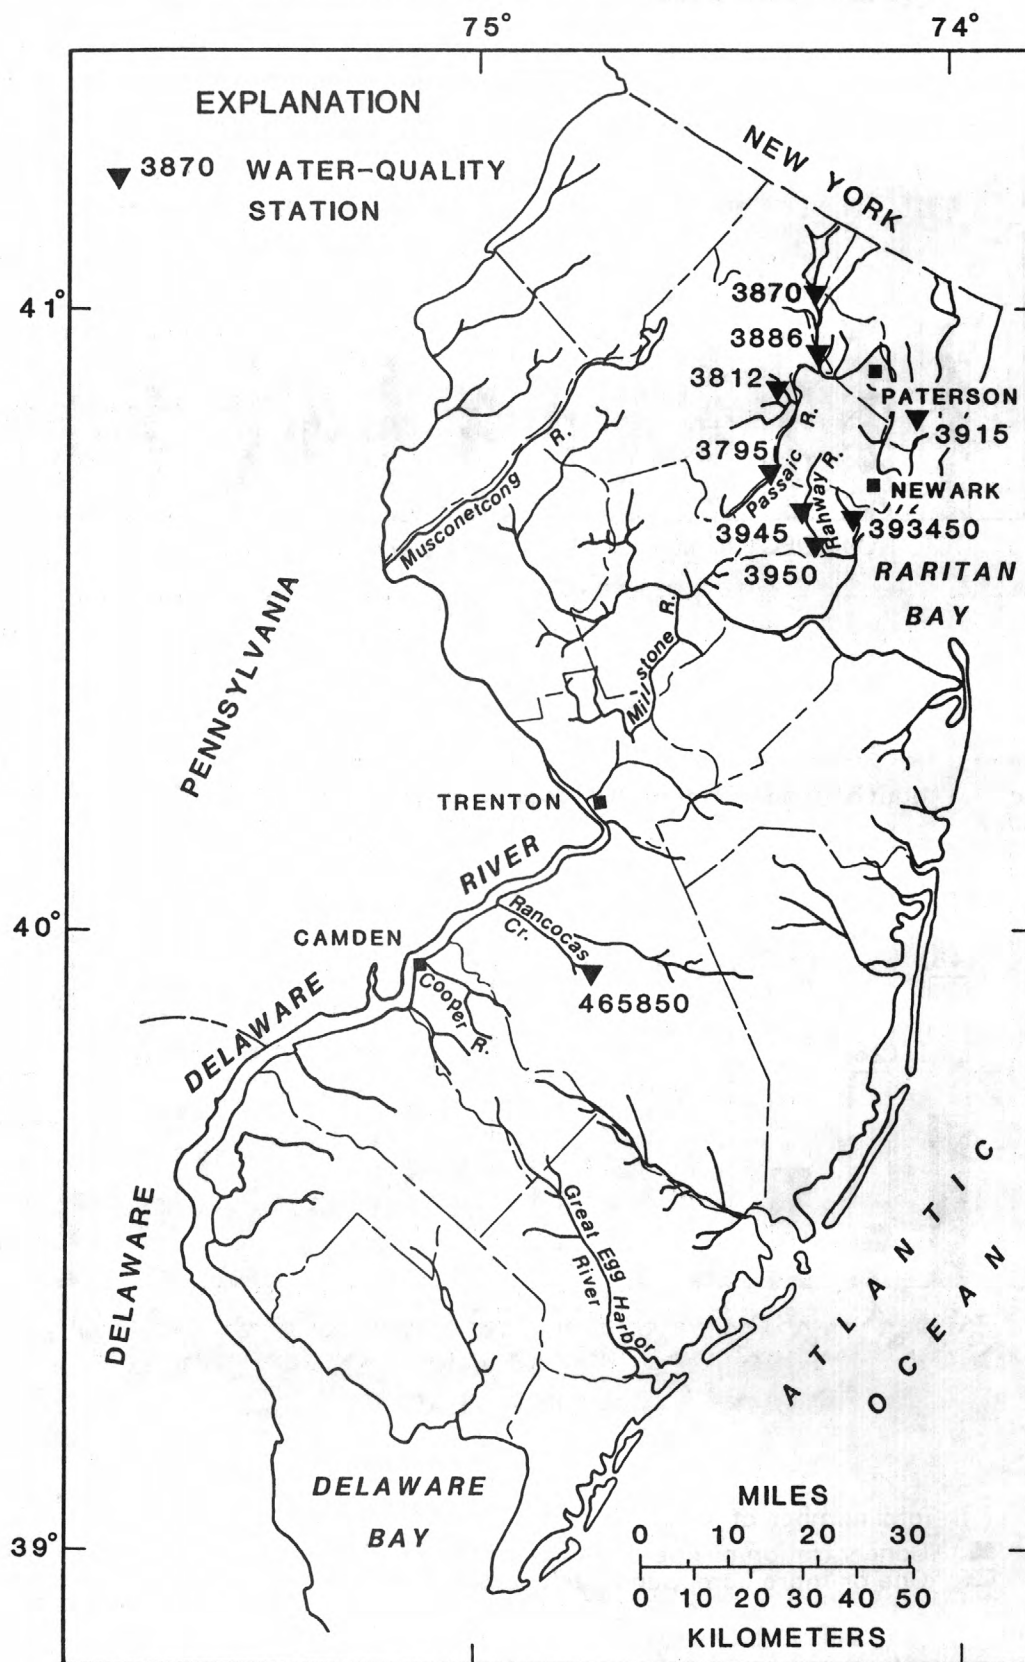 75°
74°
EXPLANATION
3870 WATER-QUALITY
STATION
NEW YORK
41°
3870
3886
3812
PATERSON
3915
3795
Passaic R.
Rahway R.
NEWARK
3945
393450
3950
RARITAN
BAY
Musconetcong R.
Millstone R.
PENNSYLVANIA
TRENTON
DELAWARE RIVER
40°
CAMDEN
Rancocas
Cr.
465850
Cooper R.
DELAWARE
Great Egg Harbor
River
ATLANTIC
OCEAN
DELAWARE
BAY
39°
MILES
0 10 20 30
0 10 20 30 40 50
KILOMETERS